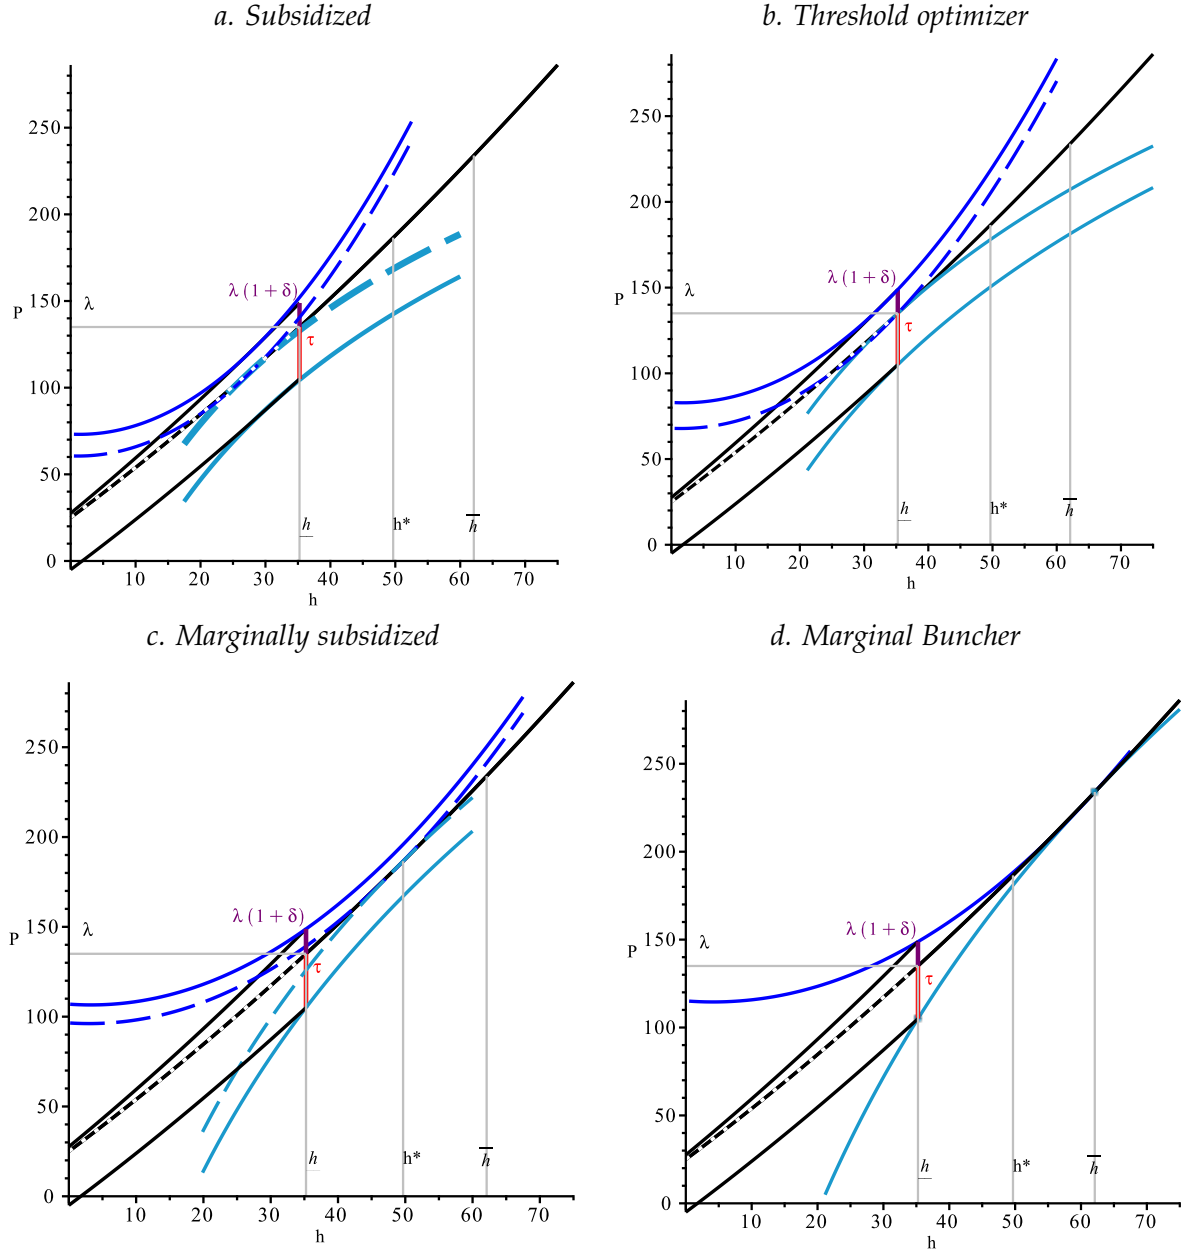 a. Subsidized
b. Threshold optimizer
250
200
150
100
50
0
P
λ
λ (1 + δ)
τ
h
h*
h
10 20 30 40 50 60 70
h
250
200
150
100
50
0
P
λ
λ (1 + δ)
τ
h
h*
h
10 20 30 40 50 60 70
h
c. Marginally subsidized
d. Marginal Buncher
250
200
150
100
50
0
P
λ
λ (1 + δ)
τ
h
h*
h
10 20 30 40 50 60 70
h
250
200
150
100
50
0
P
λ
λ (1 + δ)
τ
h
h*
h
10 20 30 40 50 60 70
h